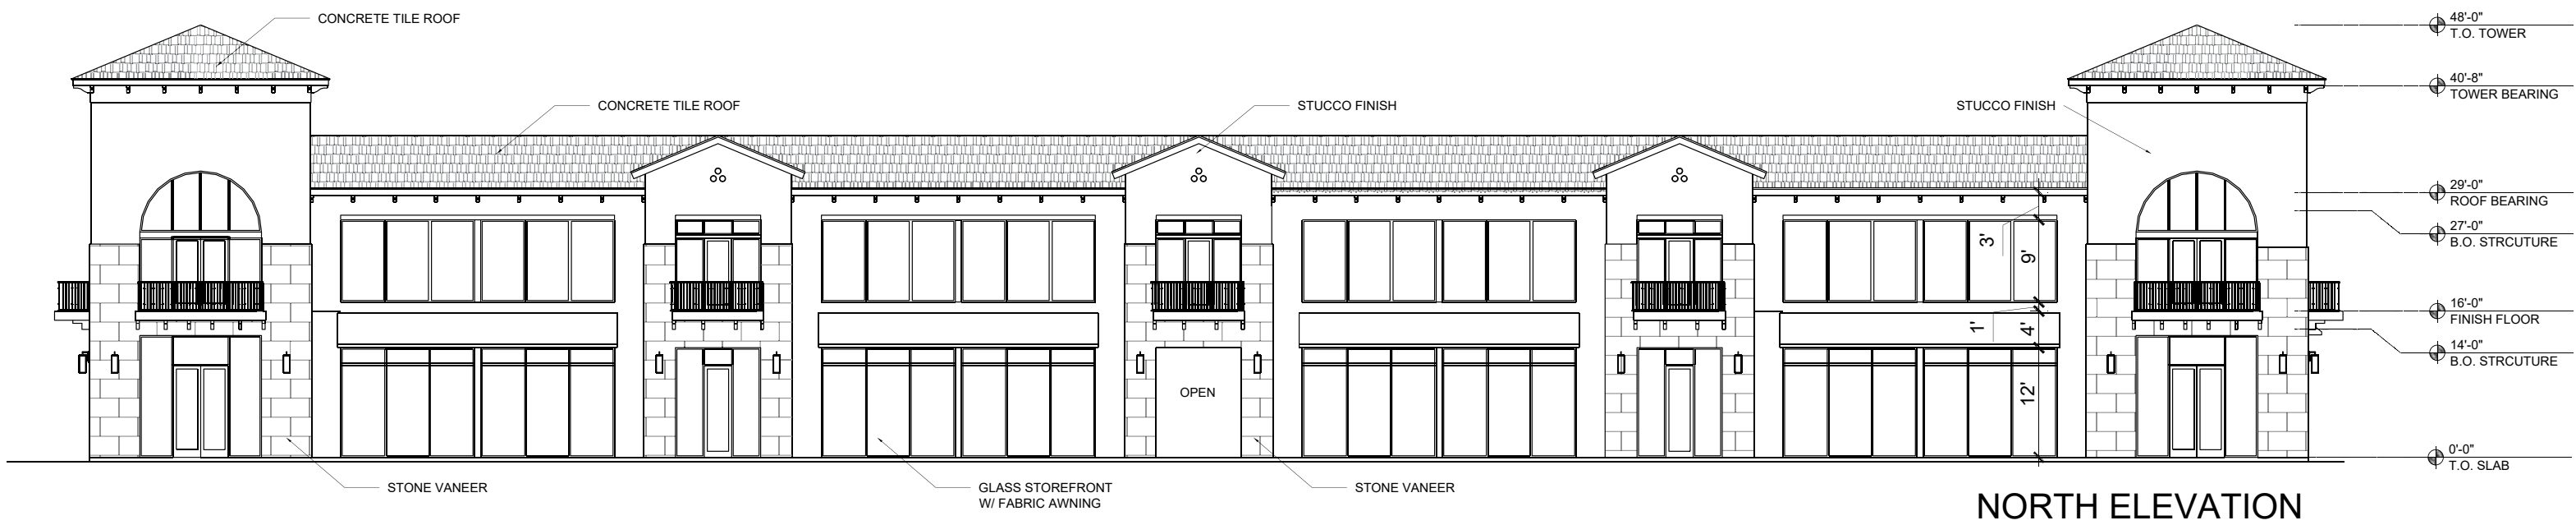 CONCRETE TILE ROOF
48'-0"
T.O. TOWER
40'-8"
TOWER BEARING
CONCRETE TILE ROOF
STUCCO FINISH
STUCCO FINISH
29'-0"
ROOF BEARING
27'-0"
B.O. STRCUTURE
3'
9'
16'-0"
FINISH FLOOR
1'
4'
14'-0"
B.O. STRCUTURE
OPEN
12'
0'-0"
T.O. SLAB
STONE VANEER
GLASS STOREFRONT
W/ FABRIC AWNING
STONE VANEER
NORTH ELEVATION